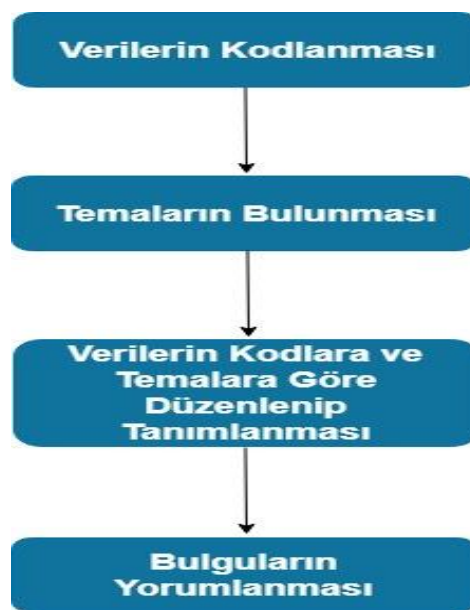 Verilerin Kodlanması
Temaların Bulunması
Verilerin Kodlara ve
Temalara Göre
Düzenlenip
Tanımlanması
Bulguların
Yorumlanması